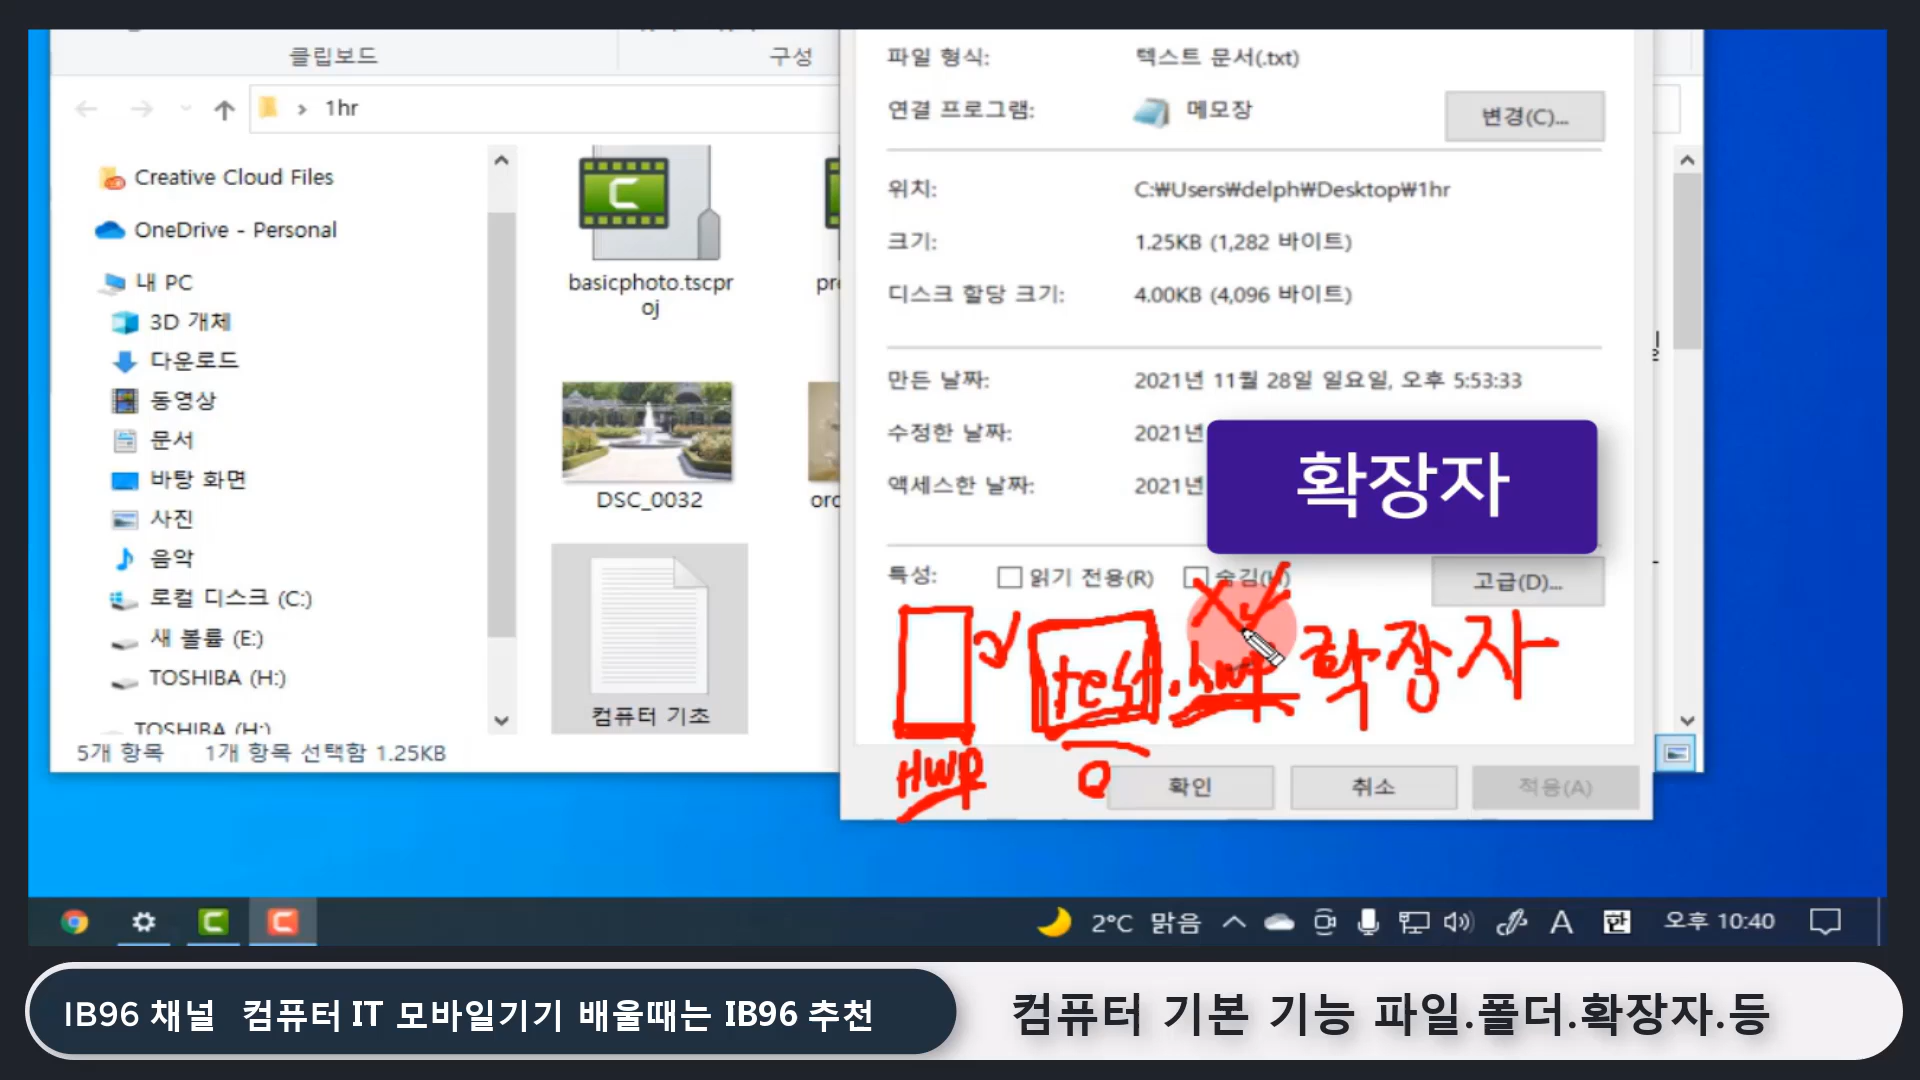 클립보드
구성
1hr
Creative Cloud Files
OneDrive - Personal
내 PC
3D 개체
다운로드
동영상
문서
바탕 화면
사진
음악
로컬 디스크 (C:)
새 볼륨 (E:)
TOSHIBA (H:)
TOSHIBA (H:)
basicphoto.tscpr
oj
DSC_0032
컴퓨터 기초
5개 항목 1개 항목 선택함 1.25KB
파일 형식: 텍스트 문서(.txt)
연결 프로그램: 메모장 변경(C)...
위치: C:₩Users₩delph₩Desktop₩1hr
크기: 1.25KB (1,282 바이트)
디스크 할당 크기: 4.00KB (4,096 바이트)
만든 날짜: 2021년 11월 28일 일요일, 오후 5:53:33
수정한 날짜: 2021년
액세스한 날짜: 2021년
확장자
특성: 읽기 전용(R) 숨김(H) 고급(D)...
test.hwp 확장자
HWP
확인 취소 적용(A)
2°C 맑음 A 한 오후 10:40
IB96 채널 컴퓨터 IT 모바일기기 배울때는 IB96 추천
컴퓨터 기본 기능 파일.폴더.확장자.등